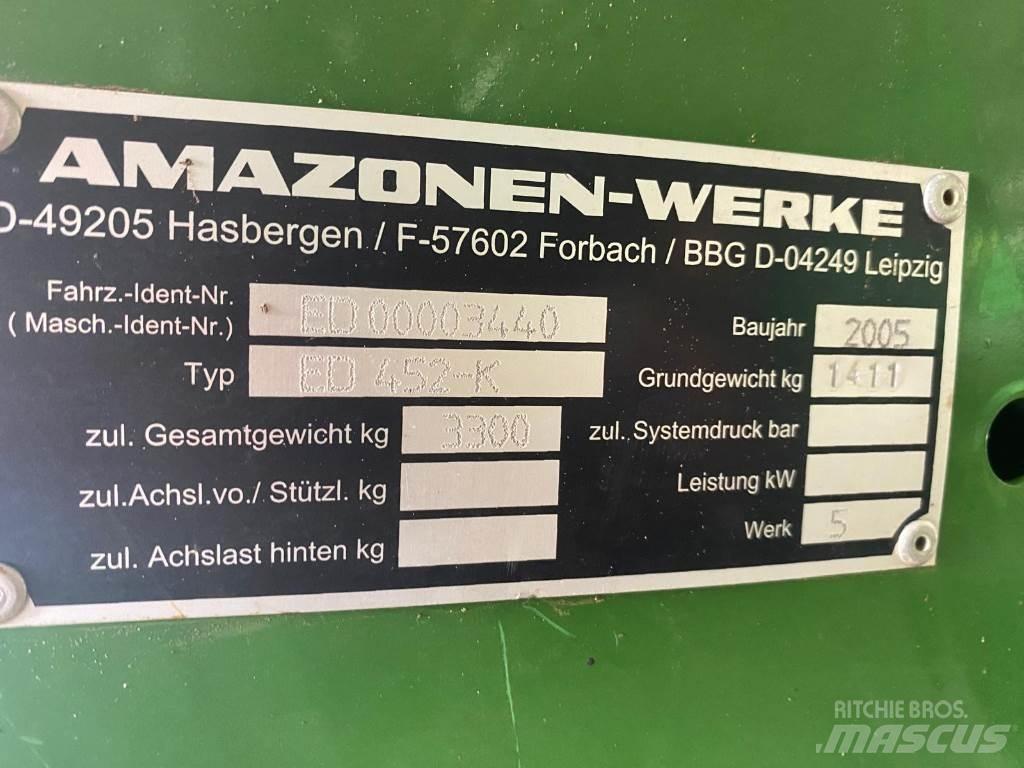 AMAZONEN-WERKE
D-49205 Hasbergen / F-57602 Forbach / BBG D-04249 Leipzig
Fahrz.-Ident-Nr.
( Masch.-Ident-Nr.) ED 00003440
Typ ED 452-K
zul. Gesamtgewicht kg 3300
zul.Achsl.vo./ Stützl. kg
zul. Achslast hinten kg
Baujahr 2005
Grundgewicht kg 1411
zul. Systemdruck bar
Leistung kW
Werk 5
RITCHIE BROS.
MASCUS